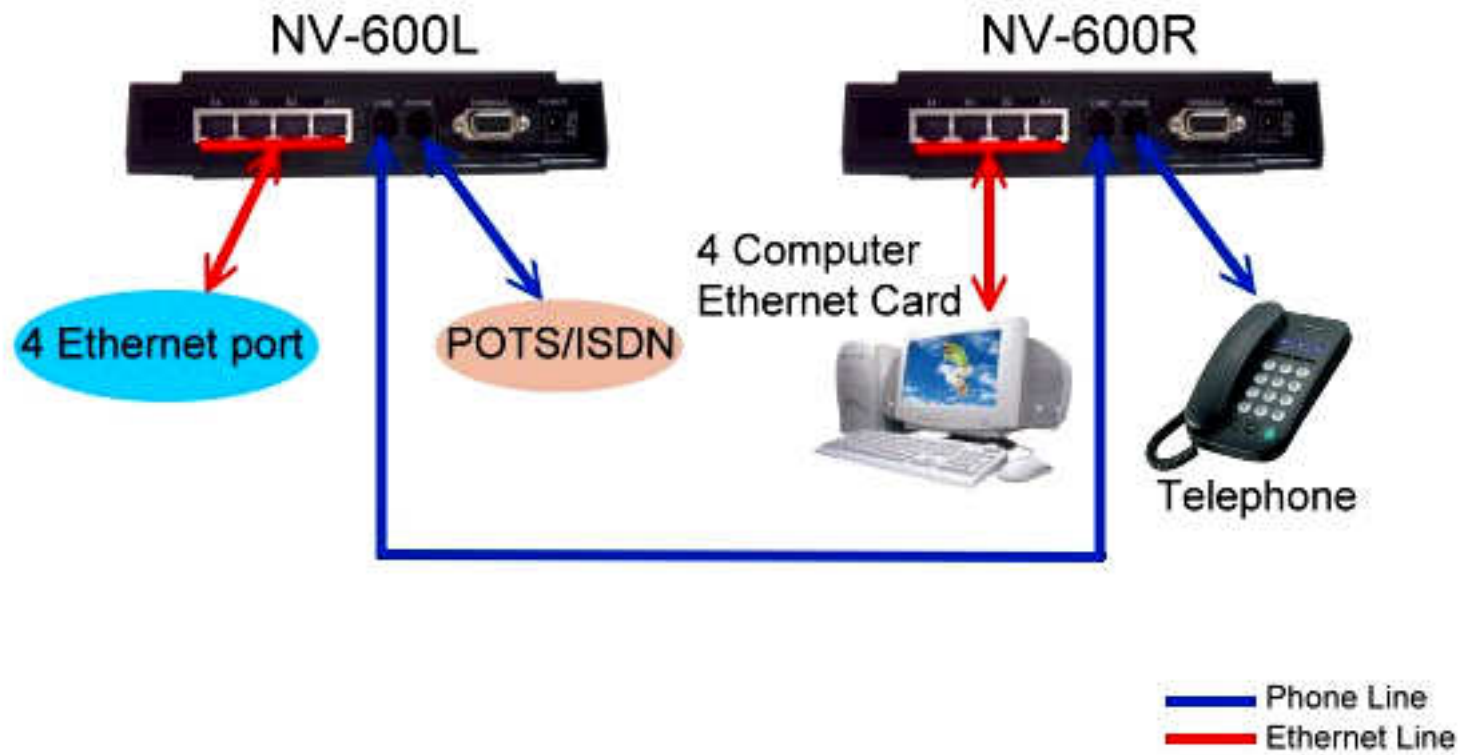 NV-600L
NV-600R
4 Computer
Ethernet Card
4 Ethernet port
POTS/ISDN
Telephone
Phone Line
Ethernet Line